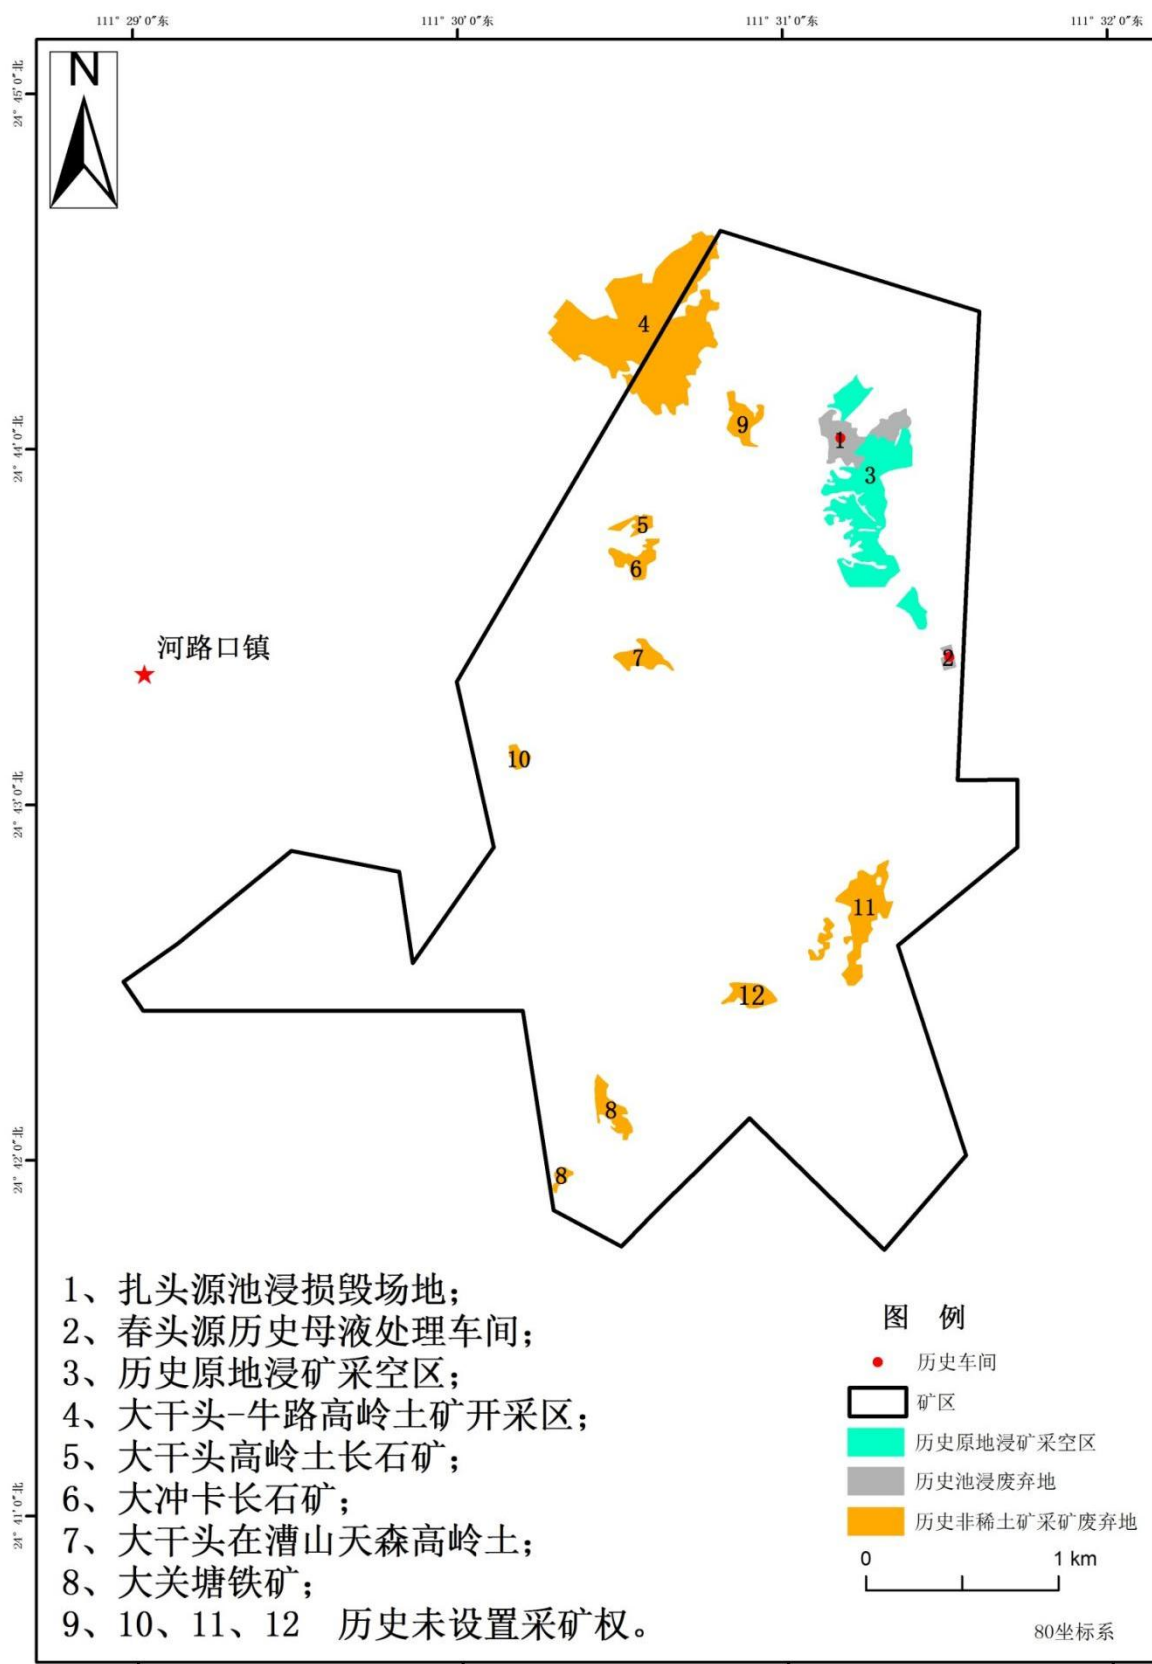 111° 29′0″东
111° 30′0″东
111° 31′0″东
111° 32′0″东
N
24° 45′0″北
4
9
24° 44′0″北
1
3
5
6
河路口镇
7
2
10
24° 43′0″北
11
12
8
24° 42′0″北
8
1、扎头源池浸损毁场地；
2、春头源历史母液处理车间；
3、历史原地浸矿采空区；
4、大干头-牛路高岭土矿开采区；
5、大干头高岭土长石矿；
6、大冲卡长石矿；
7、大干头在漕山天森高岭土；
8、大关塘铁矿；
9、10、11、12 历史未设置采矿权。
24° 41′0″北
图 例
历史车间
矿区
历史原地浸矿采空区
历史池浸废弃地
历史非稀土矿采矿废弃地
0 1 km
80坐标系